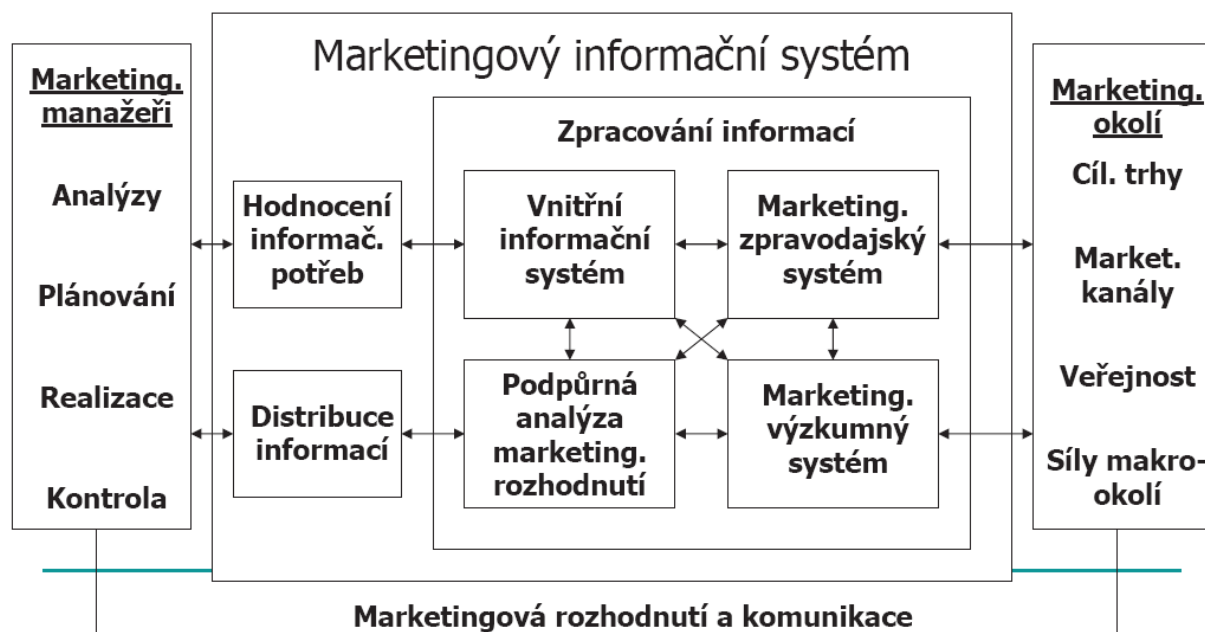 Marketingový informační systém
Marketing.
manažeři
Analýzy
Plánování
Realizace
Kontrola
Hodnocení
informač.
potřeb
Distribuce
informací
Zpracování informací
Vnitřní
informační
systém
Marketing.
zpravodajský
systém
Podpůrná
analýza
marketing.
rozhodnutí
Marketing.
výzkumný
systém
Marketing.
okolí
Cíl. trhy
Market.
kanály
Veřejnost
Síly makro-
okolí
Marketingová rozhodnutí a komunikace